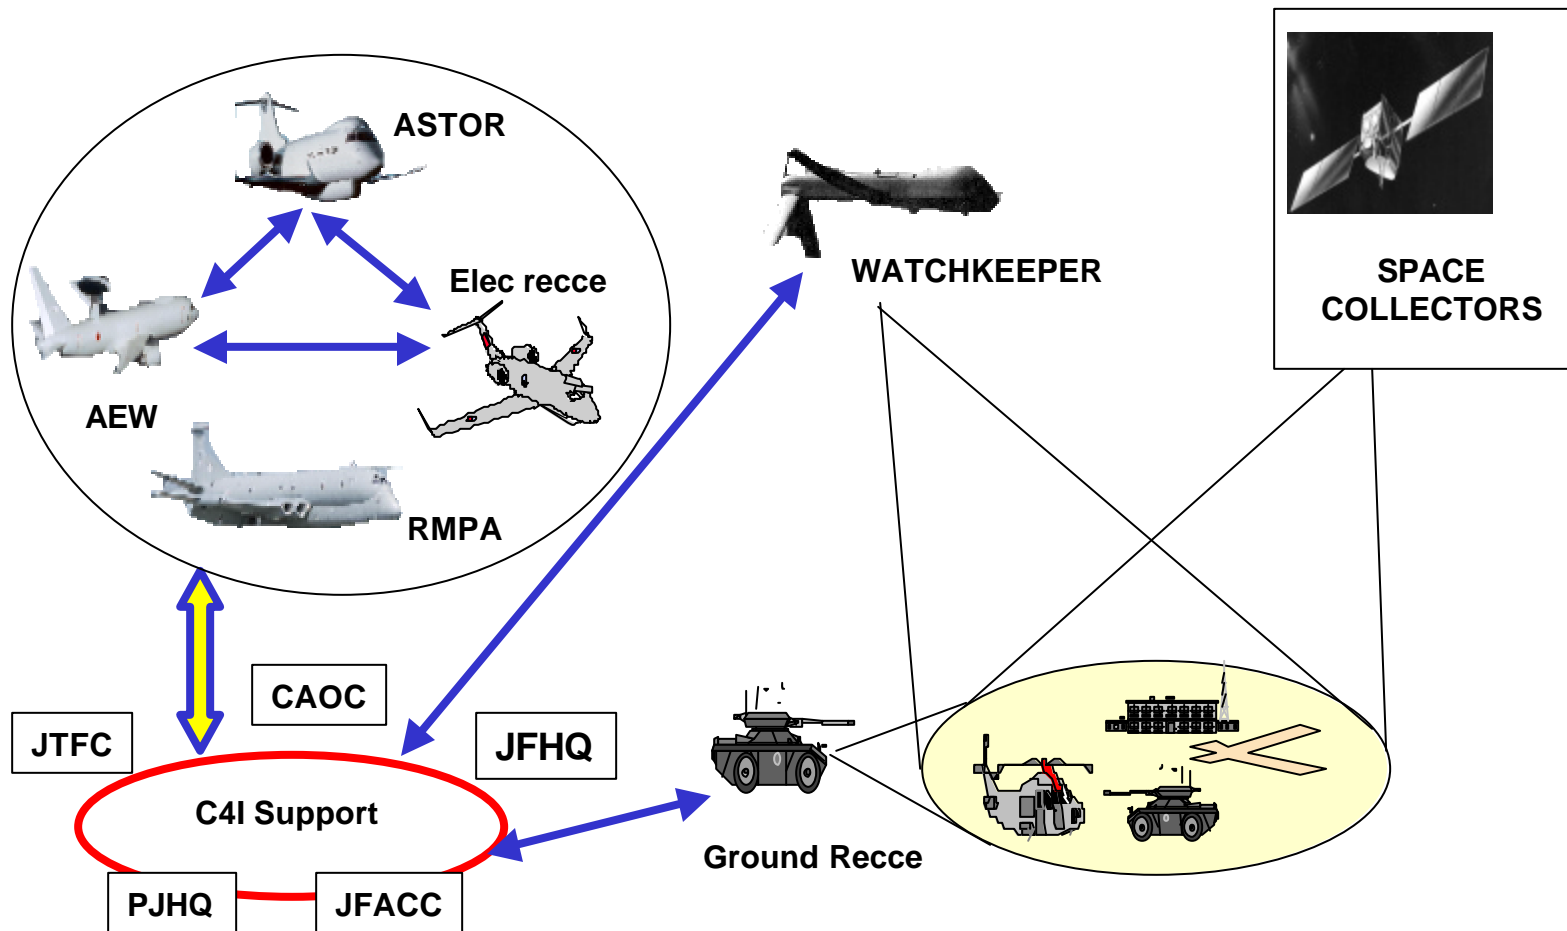 ASTOR
Elec recce
AEW
RMPA
WATCHKEEPER
SPACE
COLLECTORS
CAOC
JTFC
JFHQ
C4I Support
PJHQ
JFACC
Ground Recce